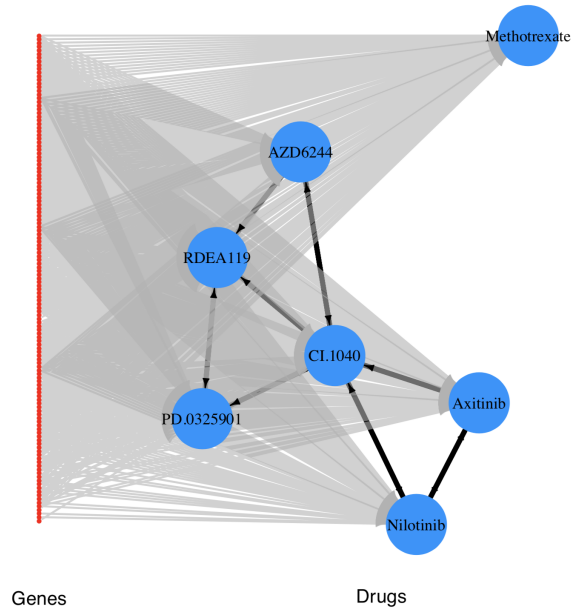 Methotrexate
AZD6244
RDEA119
CI.1040
Axitinib
PD.0325901
Nilotinib
Genes
Drugs